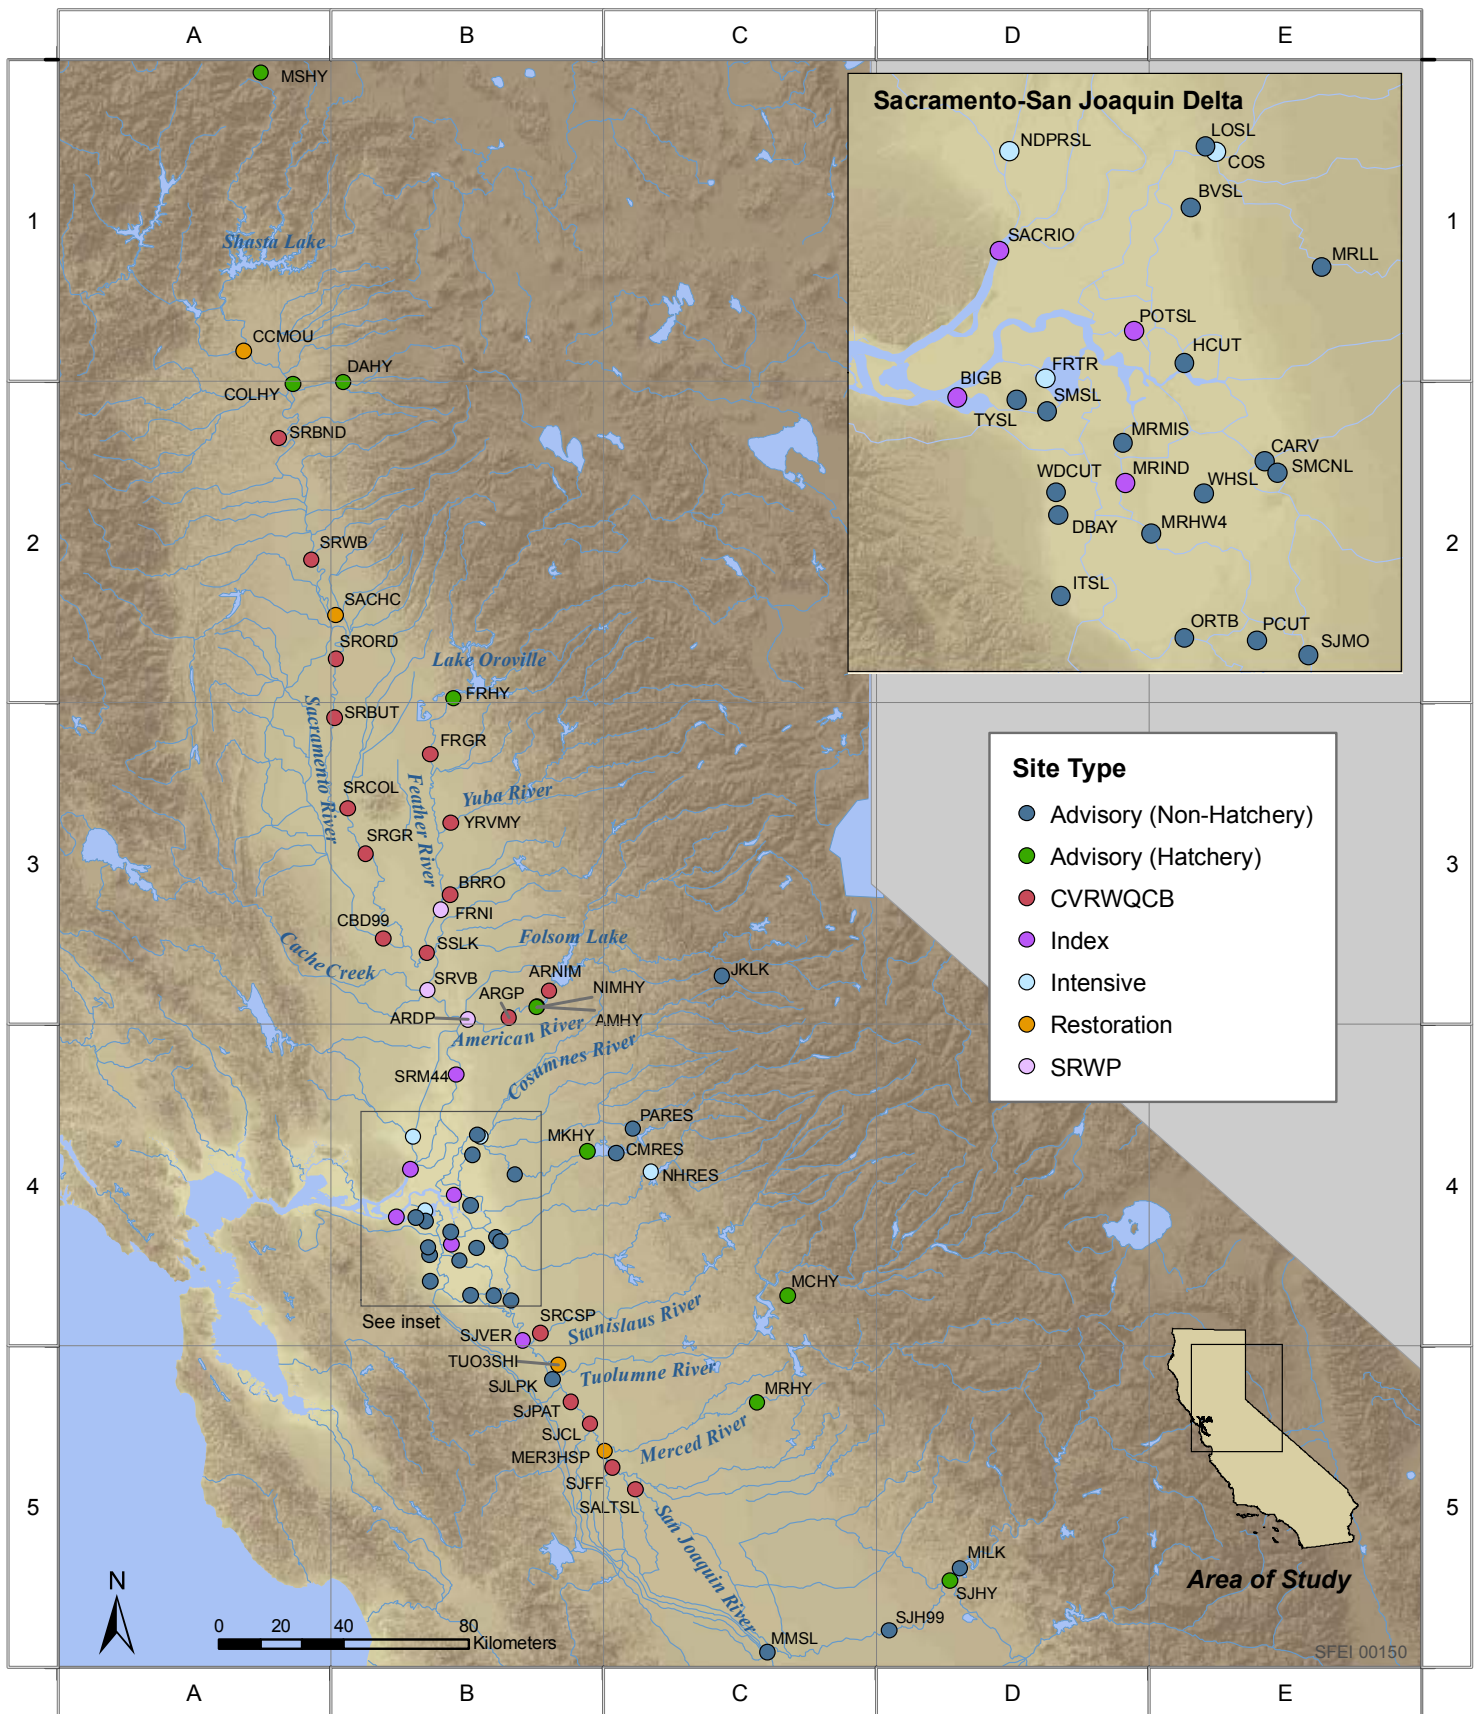 A B C D E
1
2
3
4
5
1
2
3
4
5
A B C D E
MSHY
Shasta Lake
CCMOU
DAHY
COLHY
SRBND
SRWB
SACHC
SRORD
Lake Oroville
FRHY
SRBUT
Sacramento River
FRGR
Feather River
Yuba River
SRCOL
YRVMY
SRGR
BRRO
FRNI
CBD99
SSLK
Folsom Lake
Cache Creek
SRVB
ARNIM
JKLK
ARGP
NIMHY
ARDP
AMHY
American River
Cosumnes River
SRM44
PARES
MKHY
CMRES
NHRES
MCHY
See inset
SRCSP
Stanislaus River
SJVER
TUO3SHI
Tuolumne River
SJLPK
MRHY
SJPAT
SJCL
Merced River
MER3HSP
SJFF
SALTSL
San Joaquin River
MILK
SJHY
SJH99
MMSL
Sacramento-San Joaquin Delta
NDPRSL
LOSL
COS
BVSL
SACRIO
MRLL
POTSL
HCUT
FRTR
BIGB
SMSL
TYSL
MRMIS
CARV
SMCNL
MRIND
WDCUT
WHSL
DBAY
MRHW4
ITSL
ORTB
PCUT
SJMO
Site Type
Advisory (Non-Hatchery)
Advisory (Hatchery)
CVRWQCB
Index
Intensive
Restoration
SRWP
Area of Study
N
0 20 40 80
Kilometers
SFEI 00150